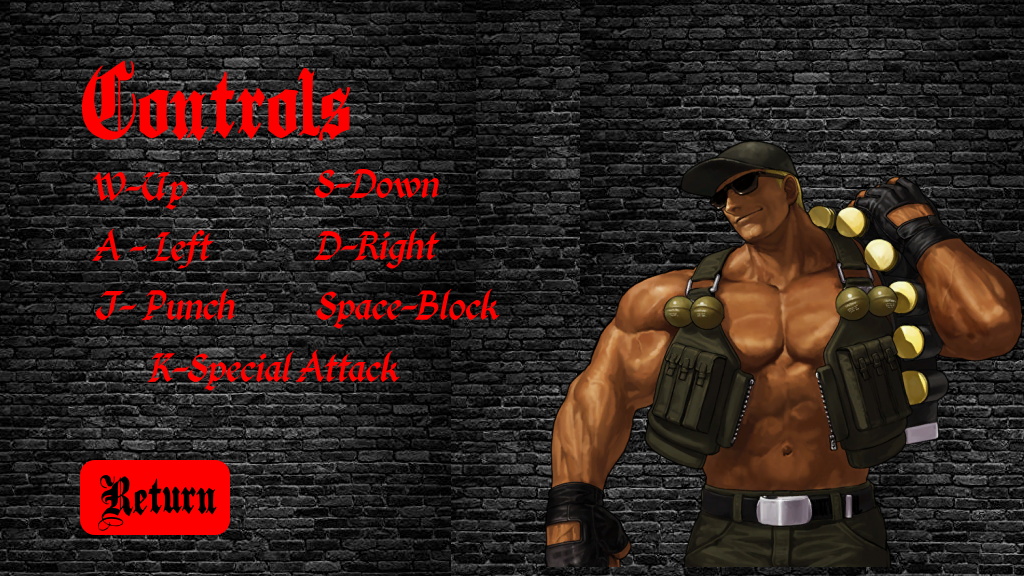 Controls
W-Up S-Down
A - Left D-Right
J- Punch Space-Block
K-Special Attack
Return